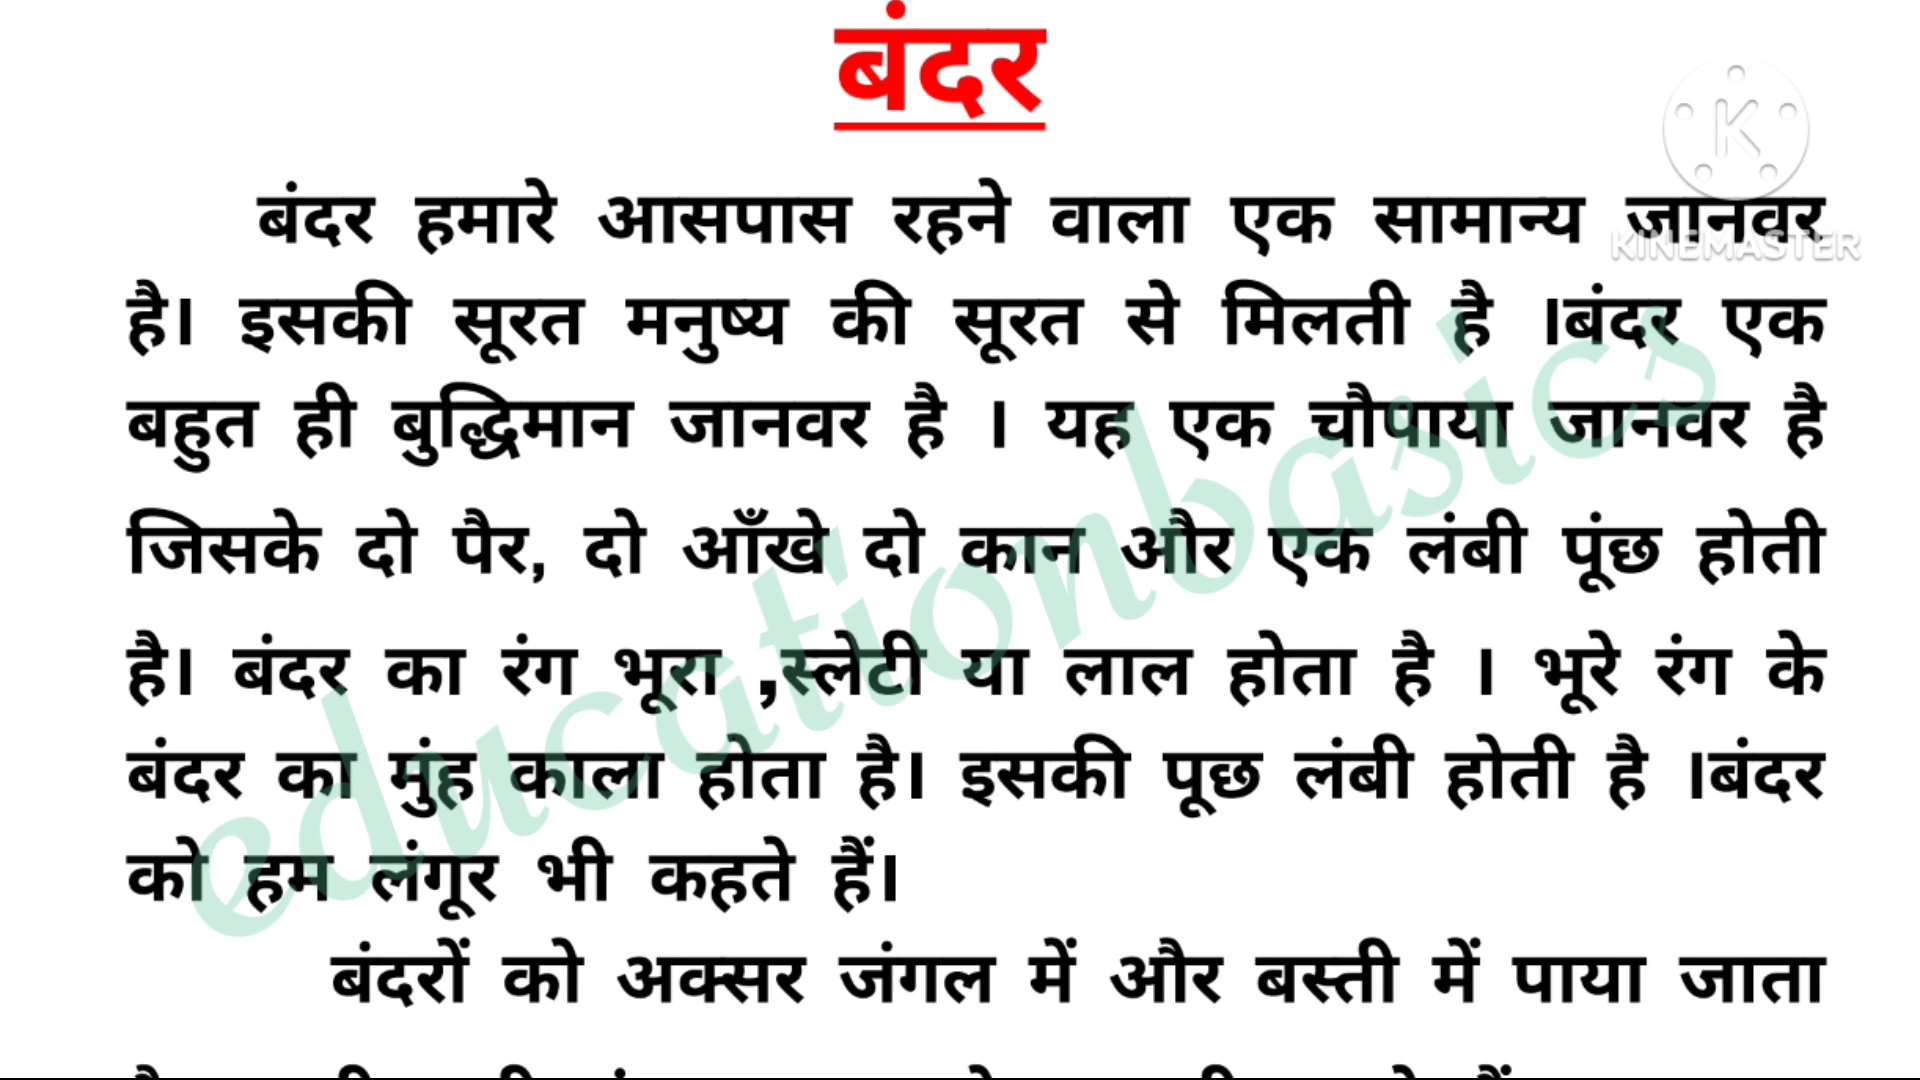 बंदर
बंदर हमारे आसपास रहने वाला एक सामान्य जानवर
KINEMASTER
है। इसकी सूरत मनुष्य की सूरत से मिलती है ।बंदर एक
बहुत ही बुद्धिमान जानवर है । यह एक चौपाया जानवर है
जिसके दो पैर, दो आँखे दो कान और एक लंबी पूंछ होती
है। बंदर का रंग भूरा ,स्लेटी या लाल होता है । भूरे रंग के
बंदर का मुंह काला होता है। इसकी पूछ लंबी होती है ।बंदर
को हम लंगूर भी कहते हैं।
बंदरों को अक्सर जंगल में और बस्ती में पाया जाता
educationbasics